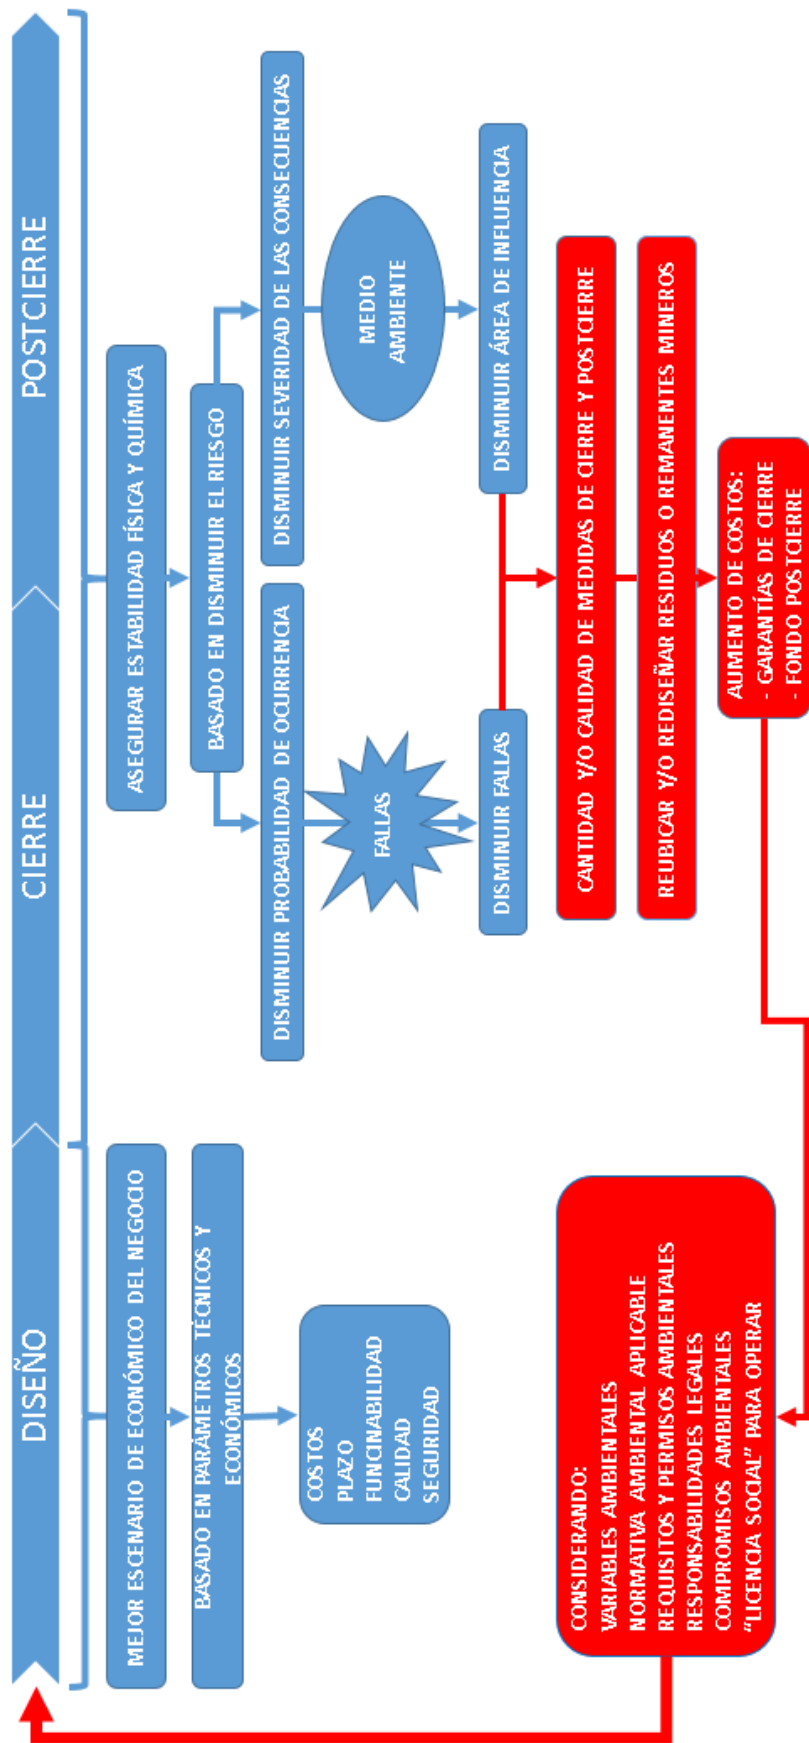 DISEÑO
CIERRE
POSTCIERRE
MEJOR ESCENARIO DE ECONÓMICO DEL NEGOCIO
BASADO EN PARÁMETROS TÉCNICOS Y
ECONÓMICOS
COSTOS
PLAZO
FUNCINABILIDAD
CALIDAD
SEGURIDAD
ASEGURAR ESTABILIDAD FÍSICA Y QUÍMICA
BASADO EN DISMINUIR EL RIESGO
DISMINUIR PROBABILIDAD DE OCURRENCIA
DISMINUIR SEVERIDAD DE LAS CONSECUENCIAS
FALLAS
MEDIO
AMBIENTE
DISMINUIR FALLAS
DISMINUIR ÁREA DE INFLUENCIA
CANTIDAD Y/O CALIDAD DE MEDIDAS DE CIERRE Y POSTCIERRE
REUBICAR Y/O REDISEÑAR RESIDUOS O REMANENTES MINEROS
AUMENTO DE COSTOS:
- GARANTÍAS DE CIERRE
- FONDO POSTCIERRE
CONSIDERANDO:
VARIABLES AMBIENTALES
NORMATIVA AMBIENTAL APLICABLE
REQUISITOS Y PERMISOS AMBIENTALES
RESPONSABILIDADES LEGALES
COMPROMISOS AMBIENTALES
"LICENCIA SOCIAL" PARA OPERAR